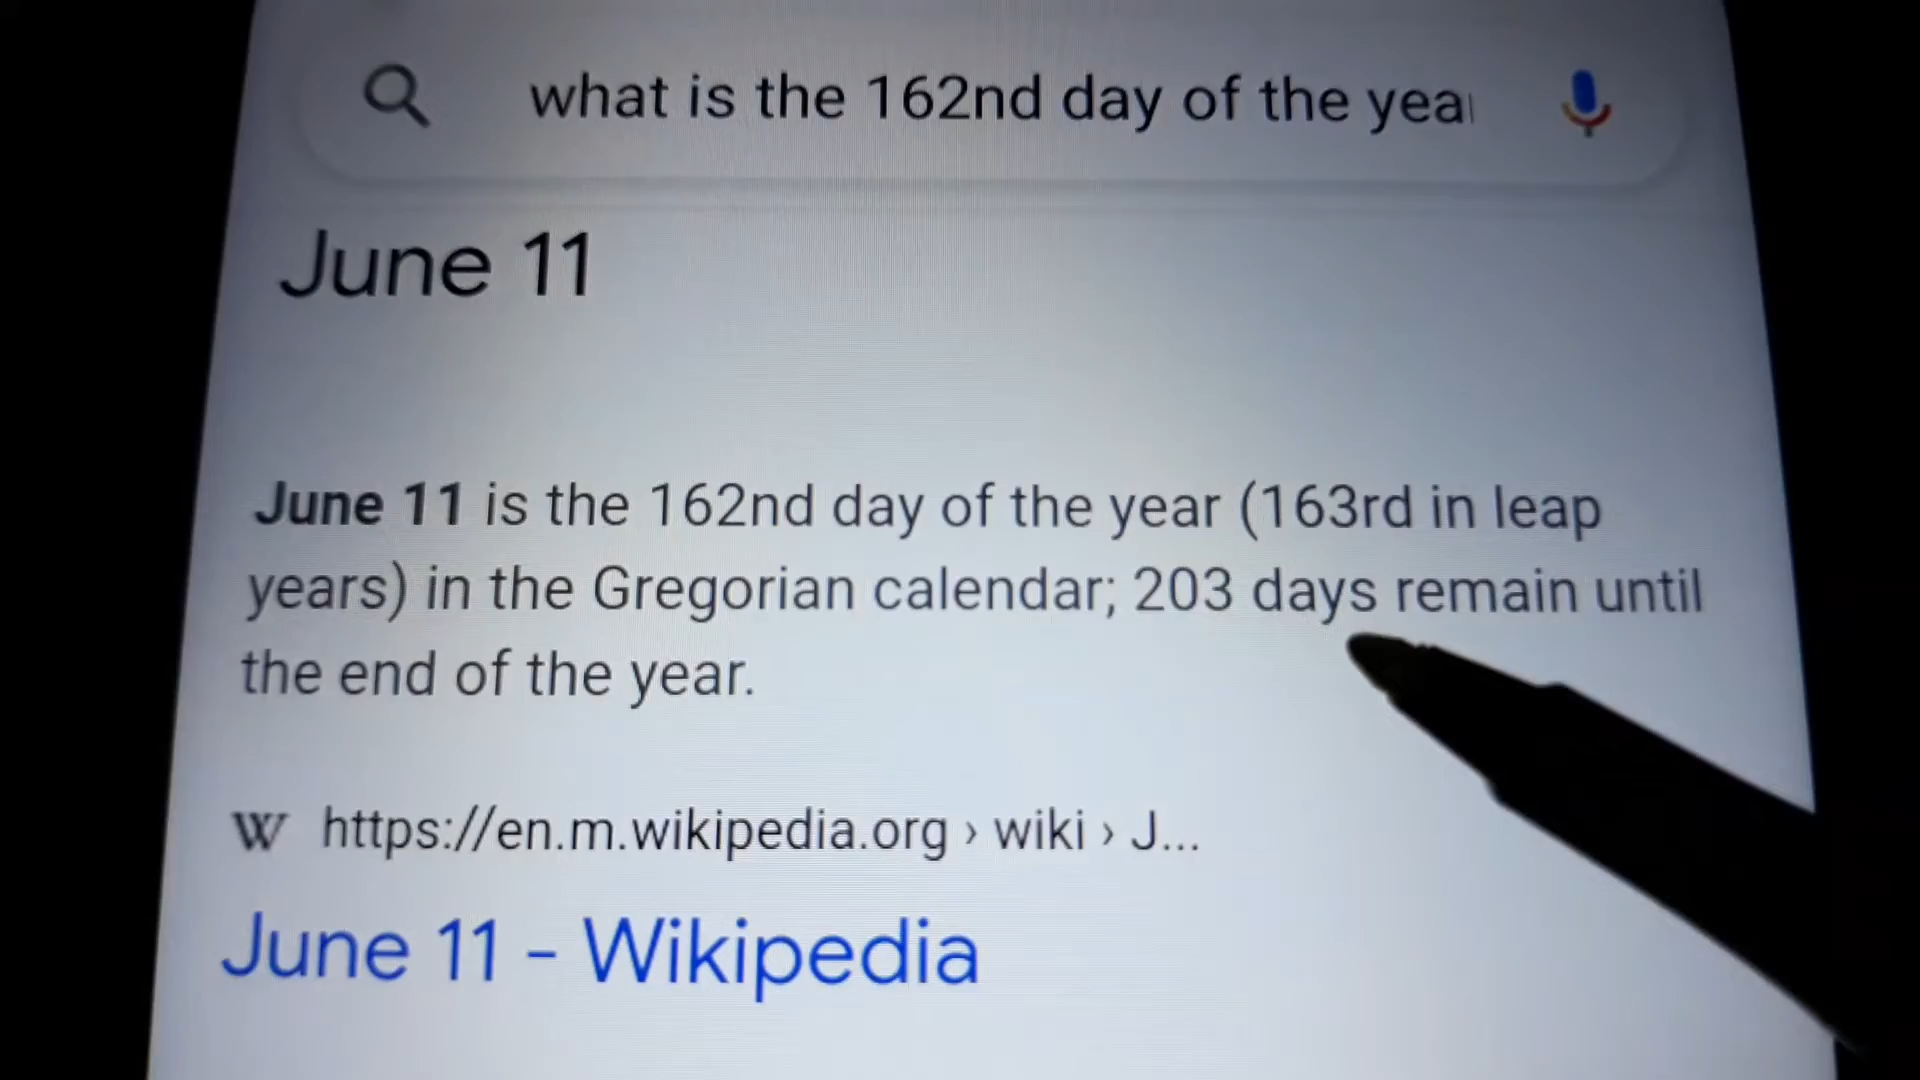 what is the 162nd day of the yea
June 11
June 11 is the 162nd day of the year (163rd in leap
years) in the Gregorian calendar; 203 days remain until
the end of the year.
W https://en.m.wikipedia.org › wiki › J...
June 11 - Wikipedia